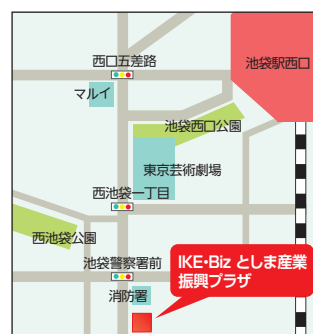 西口五差路
池袋駅西口
マルイ
池袋西口公園
東京芸術劇場
西池袋一丁目
西池袋公園
池袋警察署前
IKE・Biz としま産業
振興プラザ
消防署